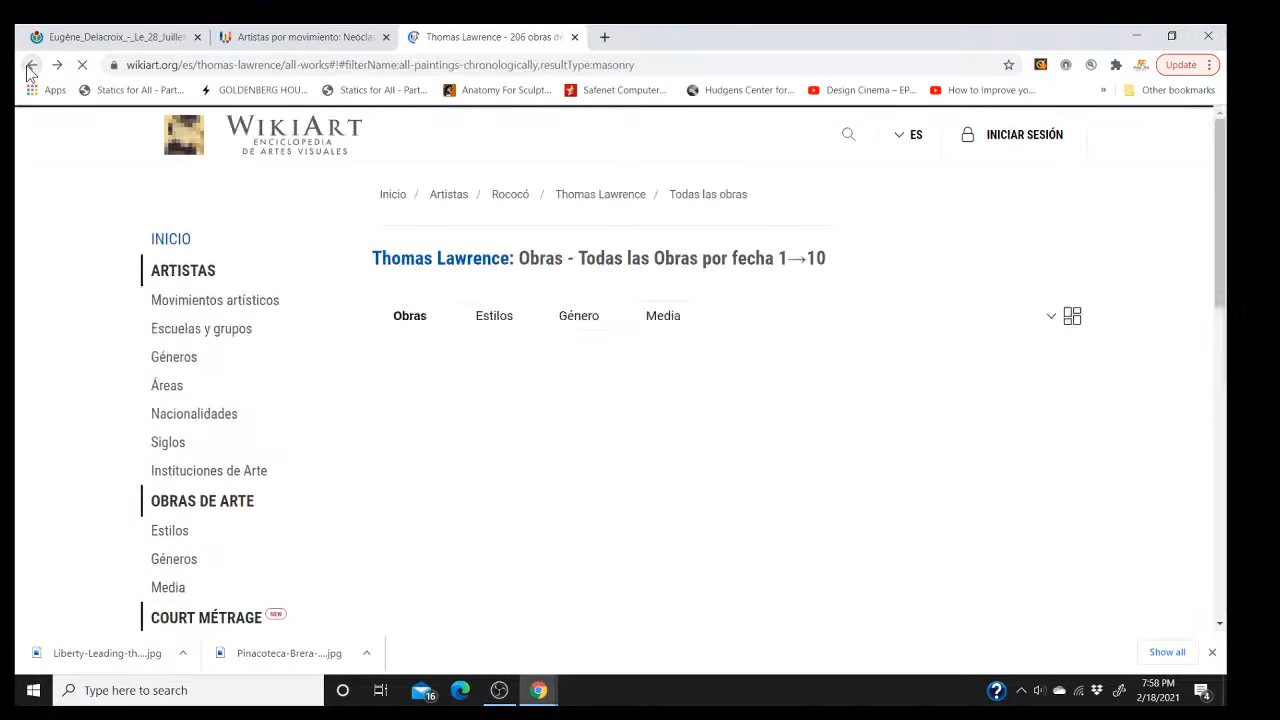 Eugène_Delacroix_-_Le_28_Juillet
Artistas por movimiento: Neoclas
Thomas Lawrence - 206 obras de
wikiart.org/es/thomas-lawrence/all-works#!#filterName:all-paintings-chronologically,resultType:masonry
Update
Apps
Statics for All - Part...
GOLDENBERG HOU...
Statics for All - Part...
Anatomy For Sculpt...
Safenet Computer...
Hudgens Center for...
Design Cinema – EP...
How to Improve yo...
»
Other bookmarks
WIKIART
ENCICLOPEDIA
DE ARTES VISUALES
ES
INICIAR SESIÓN
Inicio / Artistas / Rococó / Thomas Lawrence / Todas las obras
Thomas Lawrence: Obras - Todas las Obras por fecha 1→10
Obras
Estilos
Género
Media
INICIO
ARTISTAS
Movimientos artísticos
Escuelas y grupos
Géneros
Áreas
Nacionalidades
Siglos
Instituciones de Arte
OBRAS DE ARTE
Estilos
Géneros
Media
COURT MÉTRAGE NEW
Liberty-Leading-th....jpg
Pinacoteca-Brera-....jpg
Show all
Type here to search
16
7:58 PM
2/18/2021
4